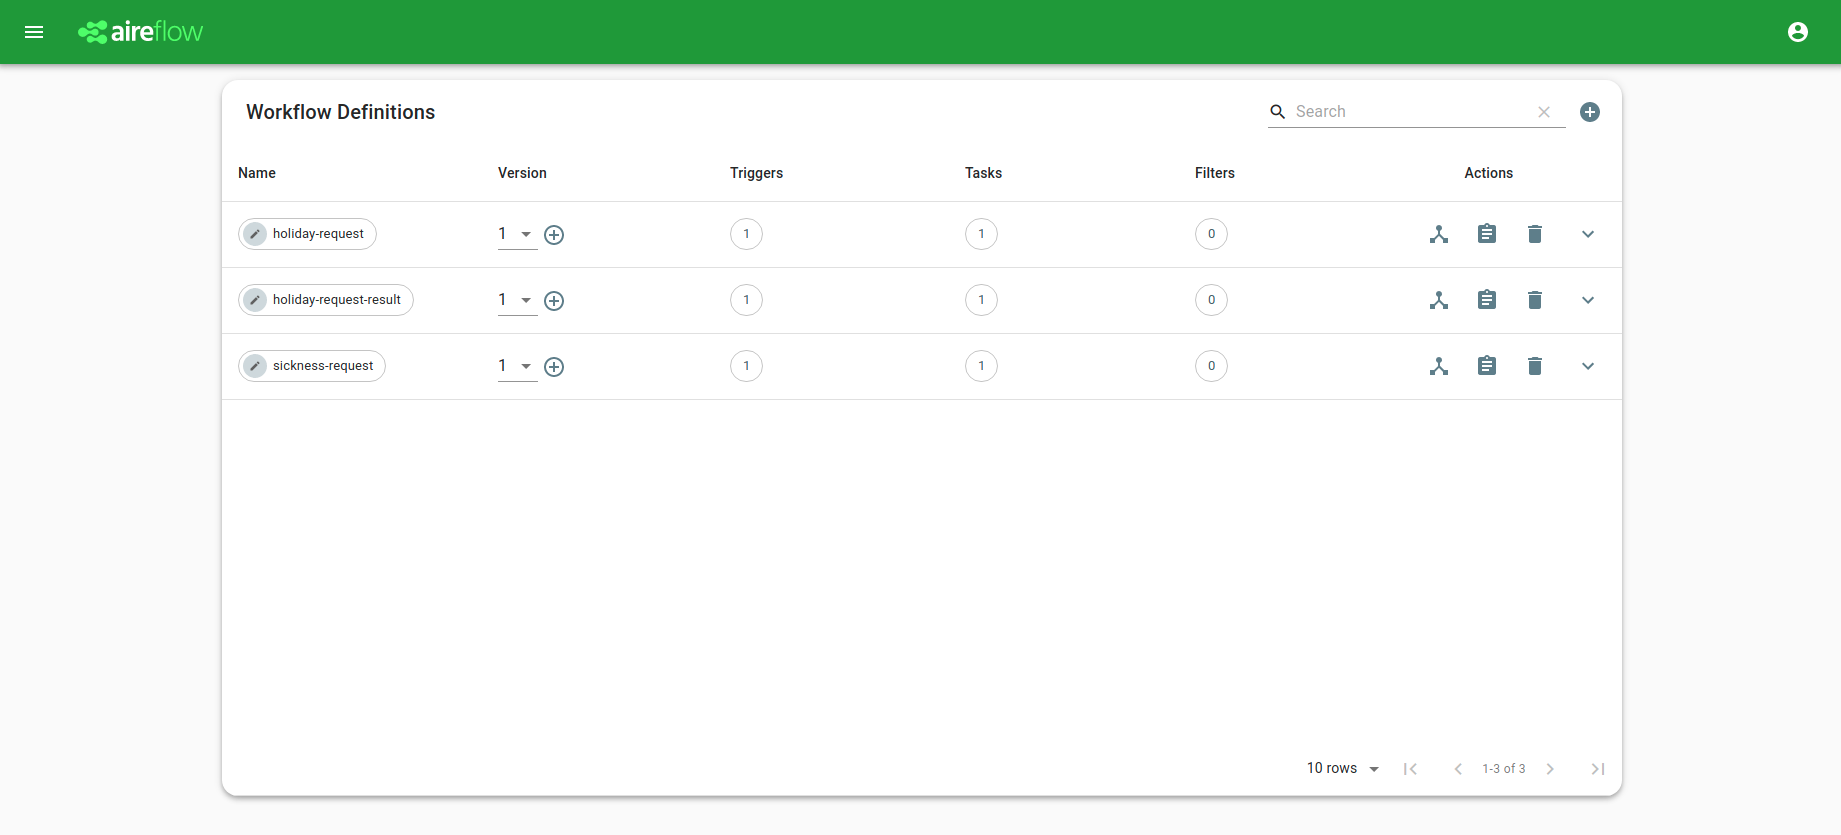 aireflow
Workflow Definitions
Search
Name Version Triggers Tasks Filters Actions
holiday-request 1 1 1 0
holiday-request-result 1 1 1 0
sickness-request 1 1 1 0
10 rows 1-3 of 3